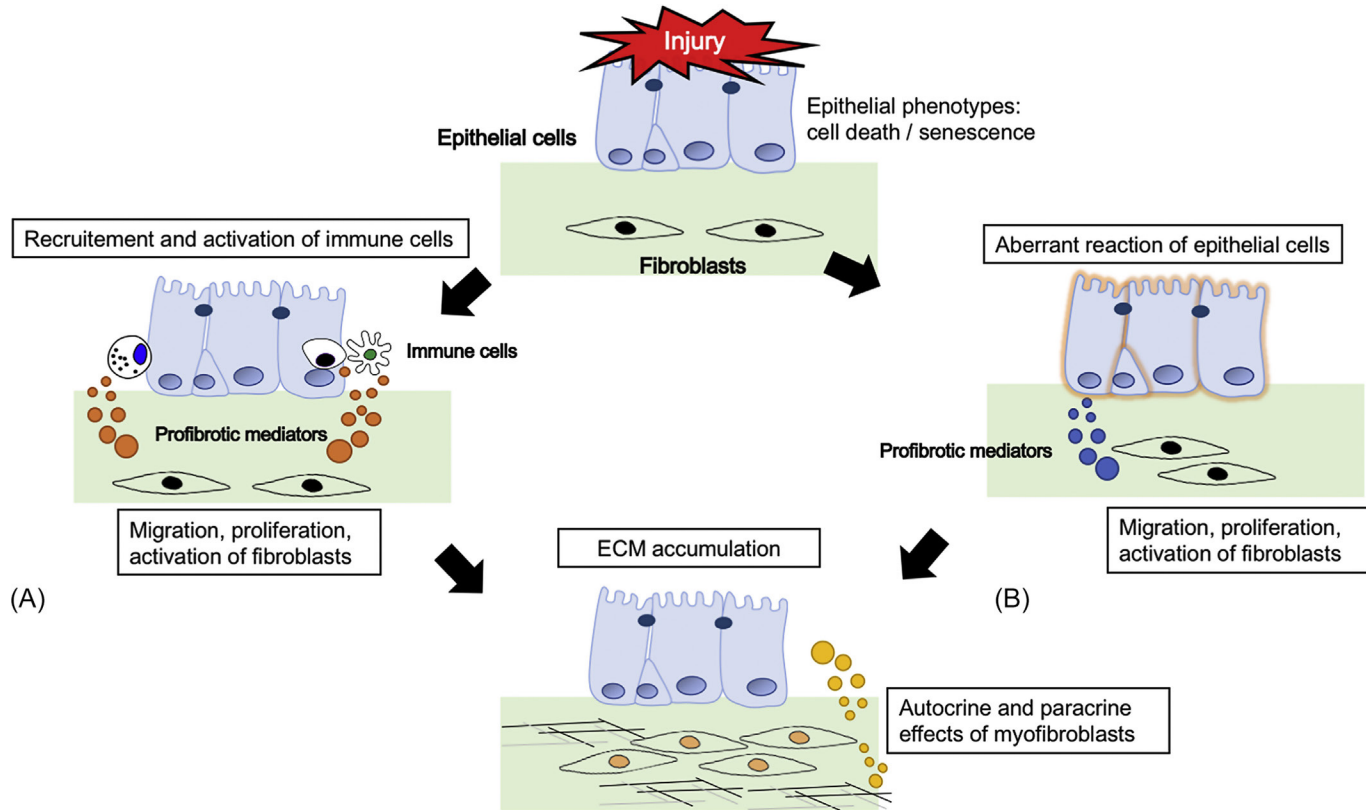 Injury
Epithelial phenotypes:
cell death / senescence
Epithelial cells
Fibroblasts
Recruitement and activation of immune cells
Immune cells
Profibrotic mediators
Migration, proliferation,
activation of fibroblasts
(A)
Aberrant reaction of epithelial cells
Profibrotic mediators
Migration, proliferation,
activation of fibroblasts
(B)
ECM accumulation
Autocrine and paracrine
effects of myofibroblasts